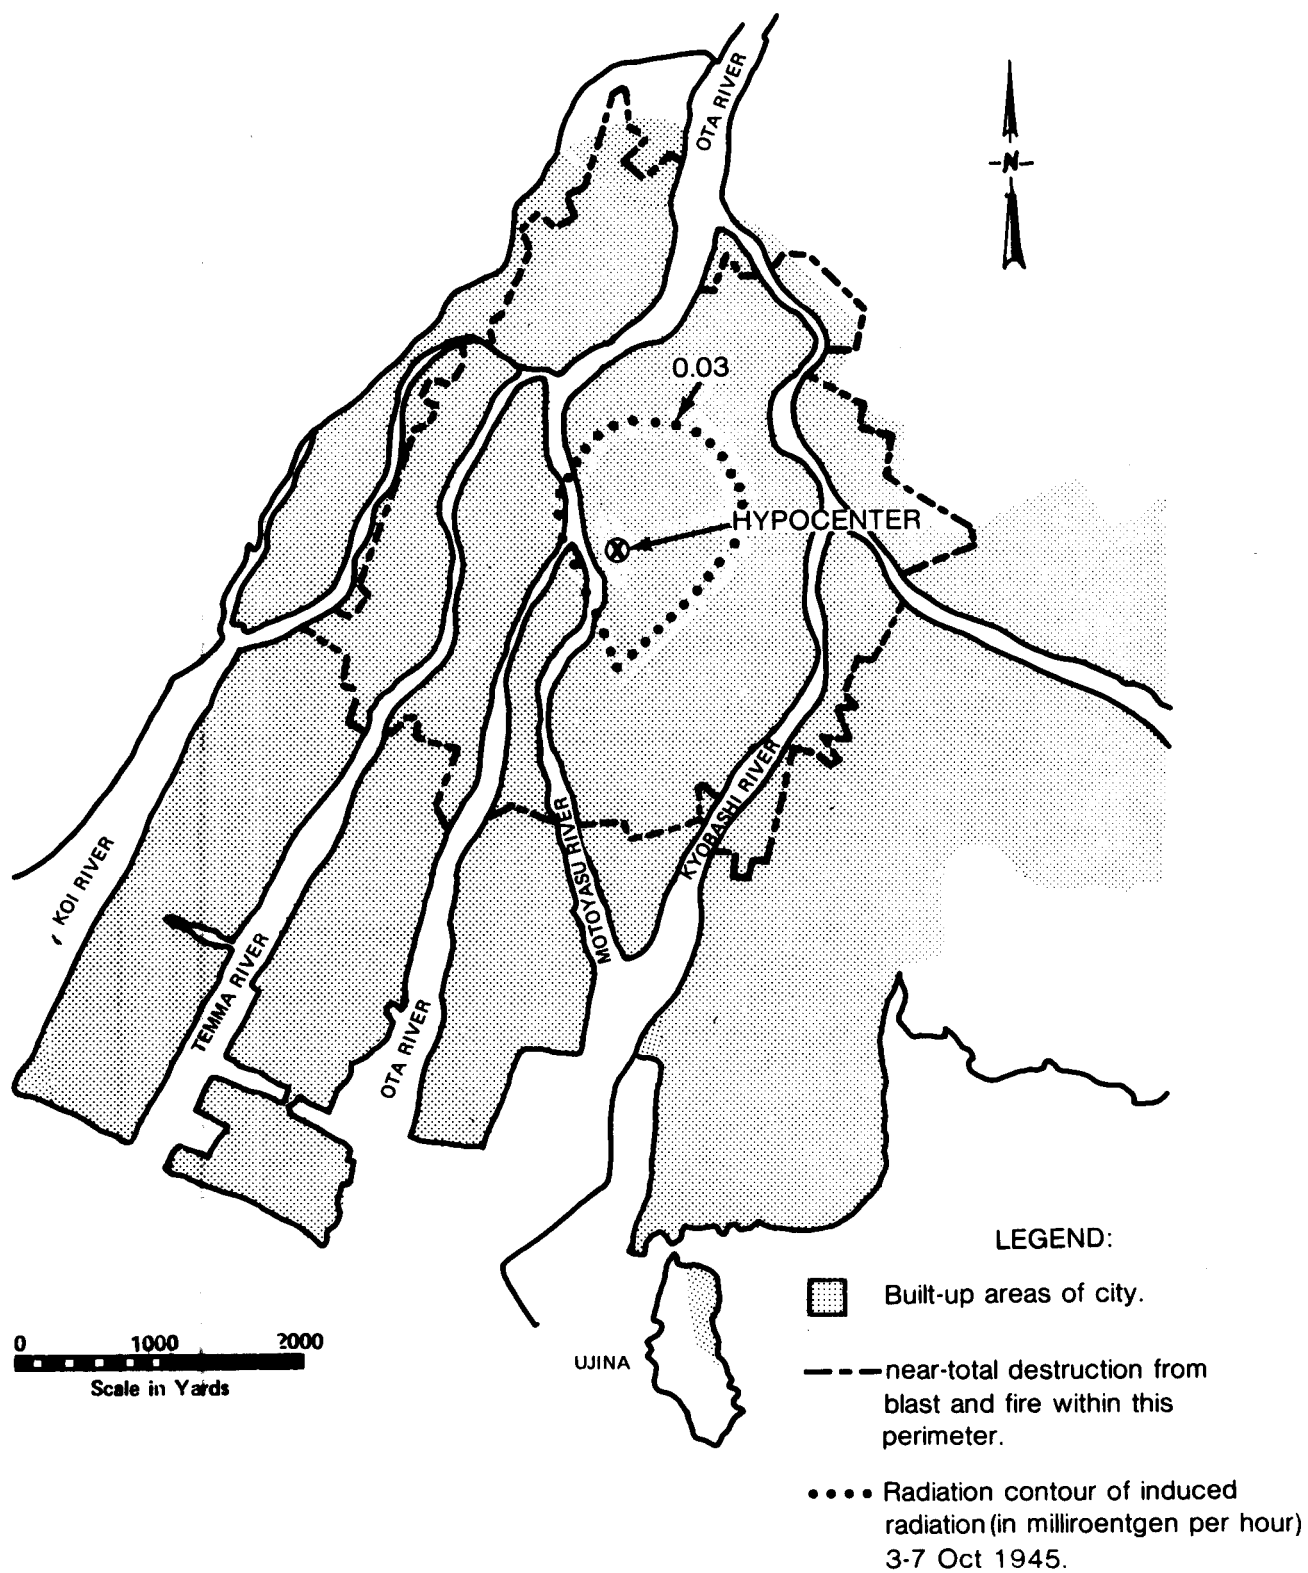 OTA RIVER
N
0.03
HYPOCENTER
KYOBASHI RIVER
MOTOYASU RIVER
KOI RIVER
TEMMA RIVER
OTA RIVER
LEGEND:
Built-up areas of city.
near-total destruction from
blast and fire within this
perimeter.
Radiation contour of induced
radiation (in milliroentgen per hour)
3-7 Oct 1945.
0 1000 2000
Scale in Yards
UJINA